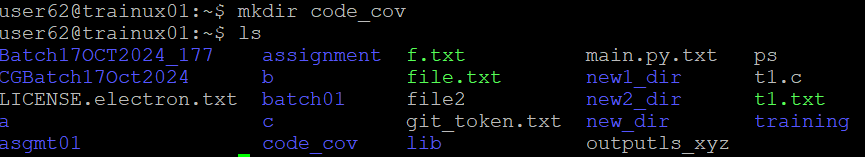 user62@trainux01:~$ mkdir code_cov
user62@trainux01:~$ ls
Batch17OCT2024_177 assignment f.txt main.py.txt ps
CGBatch17Oct2024 b file.txt new1_dir t1.c
LICENSE.electron.txt batch01 file2 new2_dir t1.txt
a c git_token.txt new_dir training
asgmt01 code_cov lib outputls_xyz